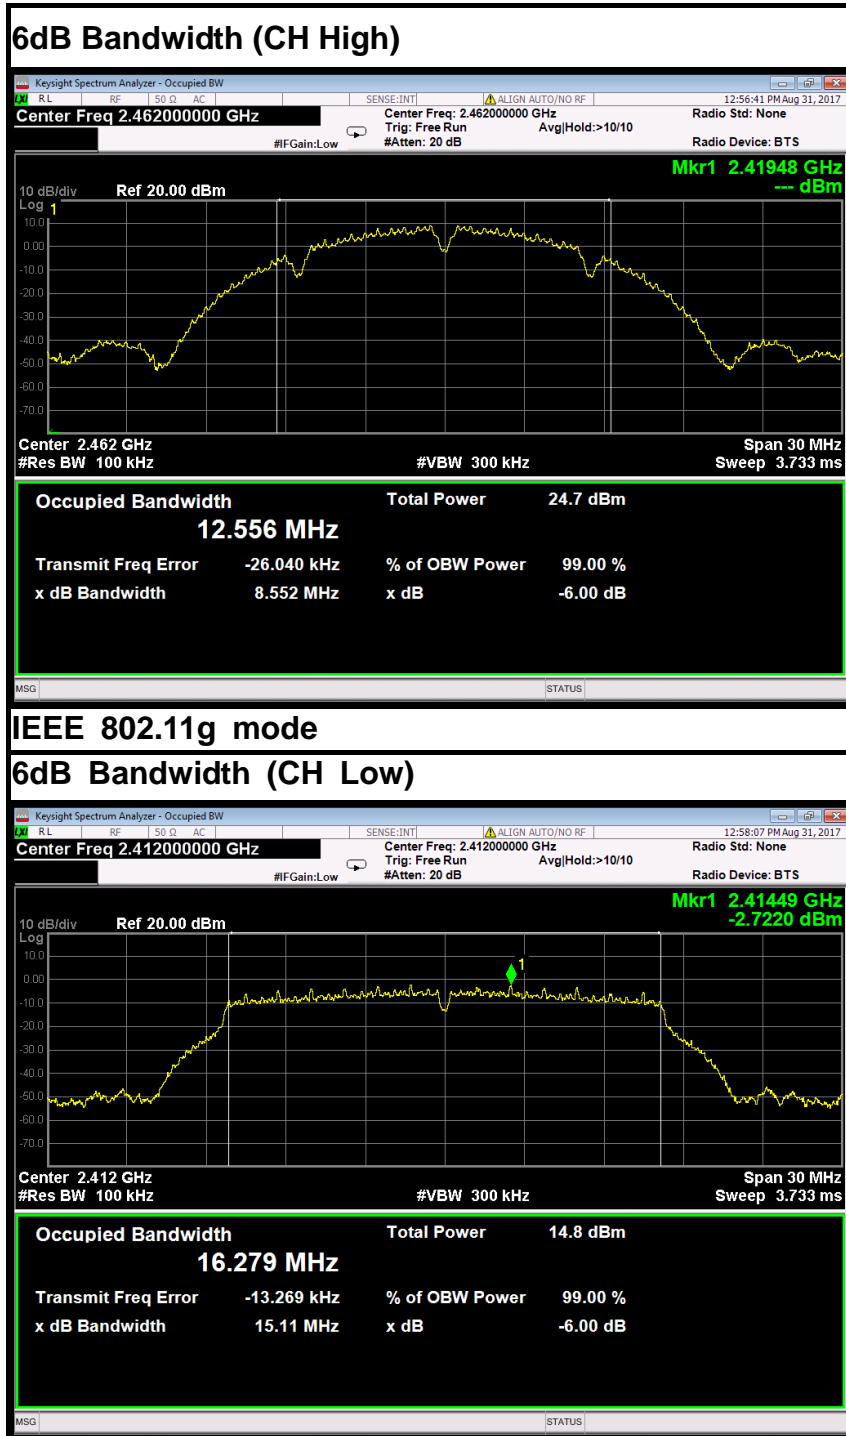 6dB Bandwidth (CH High)
Keysight Spectrum Analyzer - Occupied BW
LXI RL RF 50 Ω AC SENSE:INT ALIGN AUTO/NO RF 12:56:41 PM Aug 31, 2017
Center Freq 2.462000000 GHz Center Freq: 2.462000000 GHz Radio Std: None
Trig: Free Run Avg|Hold:>10/10
#IFGain:Low #Atten: 20 dB Radio Device: BTS
Mkr1 2.41948 GHz
10 dB/div Ref 20.00 dBm --- dBm
Log
1
10.0
0.00
-10.0
-20.0
-30.0
-40.0
-50.0
-60.0
-70.0
Center 2.462 GHz Span 30 MHz
#Res BW 100 kHz #VBW 300 kHz Sweep 3.733 ms
Occupied Bandwidth Total Power 24.7 dBm
12.556 MHz
Transmit Freq Error -26.040 kHz % of OBW Power 99.00 %
x dB Bandwidth 8.552 MHz x dB -6.00 dB
MSG STATUS
IEEE 802.11g mode
6dB Bandwidth (CH Low)
Keysight Spectrum Analyzer - Occupied BW
LXI RL RF 50 Ω AC SENSE:INT ALIGN AUTO/NO RF 12:58:07 PM Aug 31, 2017
Center Freq 2.412000000 GHz Center Freq: 2.412000000 GHz Radio Std: None
Trig: Free Run Avg|Hold:>10/10
#IFGain:Low #Atten: 20 dB Radio Device: BTS
Mkr1 2.41449 GHz
10 dB/div Ref 20.00 dBm -2.7220 dBm
Log
10.0
1
0.00
-10.0
-20.0
-30.0
-40.0
-50.0
-60.0
-70.0
Center 2.412 GHz Span 30 MHz
#Res BW 100 kHz #VBW 300 kHz Sweep 3.733 ms
Occupied Bandwidth Total Power 14.8 dBm
16.279 MHz
Transmit Freq Error -13.269 kHz % of OBW Power 99.00 %
x dB Bandwidth 15.11 MHz x dB -6.00 dB
MSG STATUS